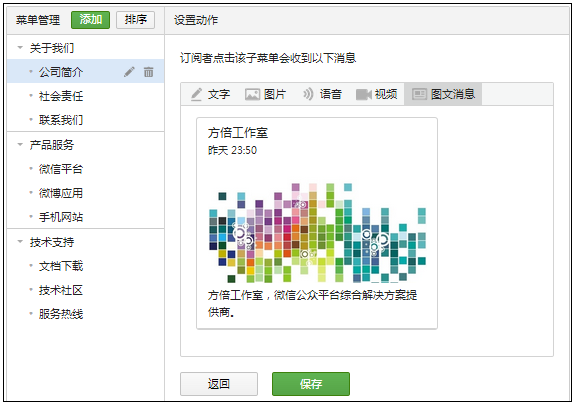 菜单管理 添加 排序 设置动作
关于我们
公司简介
社会责任
联系我们
产品服务
微信平台
微博应用
手机网站
技术支持
文档下载
技术社区
服务热线
订阅者点击该子菜单会收到以下消息
文字 图片 语音 视频 图文消息
方倍工作室
昨天 23:50
方倍工作室，微信公众平台综合解决方案提
供商。
返回 保存